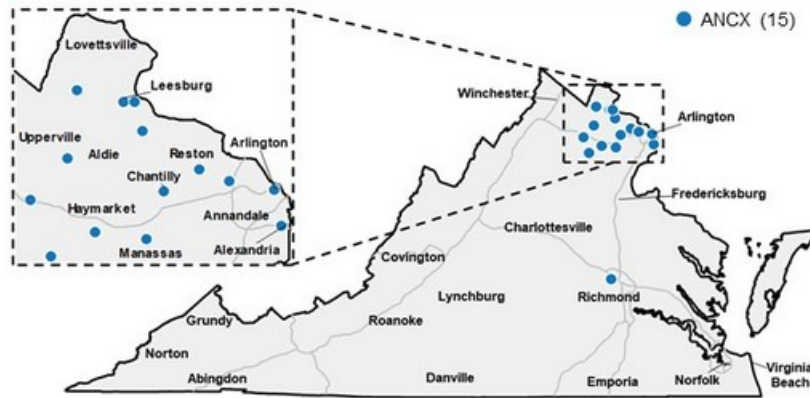 ANCX (15)
Lovettsville
Leesburg
Upperville
Aldie
Reston
Arlington
Chantilly
Haymarket
Annandale
Manassas
Alexandria
Winchester
Arlington
Fredericksburg
Charlottesville
Covington
Richmond
Lynchburg
Grundy
Roanoke
Norton
Abingdon
Danville
Emporia
Norfolk
Virginia
Beach